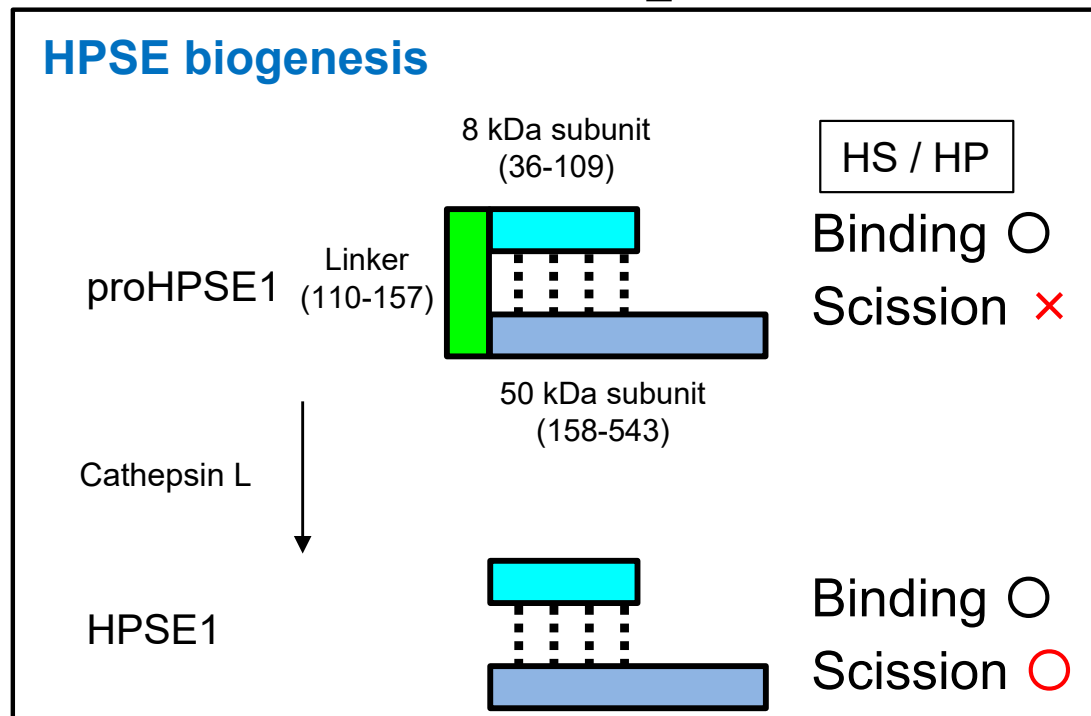 HPSE biogenesis
8 kDa subunit
(36-109)
HS / HP
Binding ○
Linker
(110-157)
proHPSE1
Scission ×
50 kDa subunit
(158-543)
Cathepsin L
Binding ○
HPSE1
Scission ○